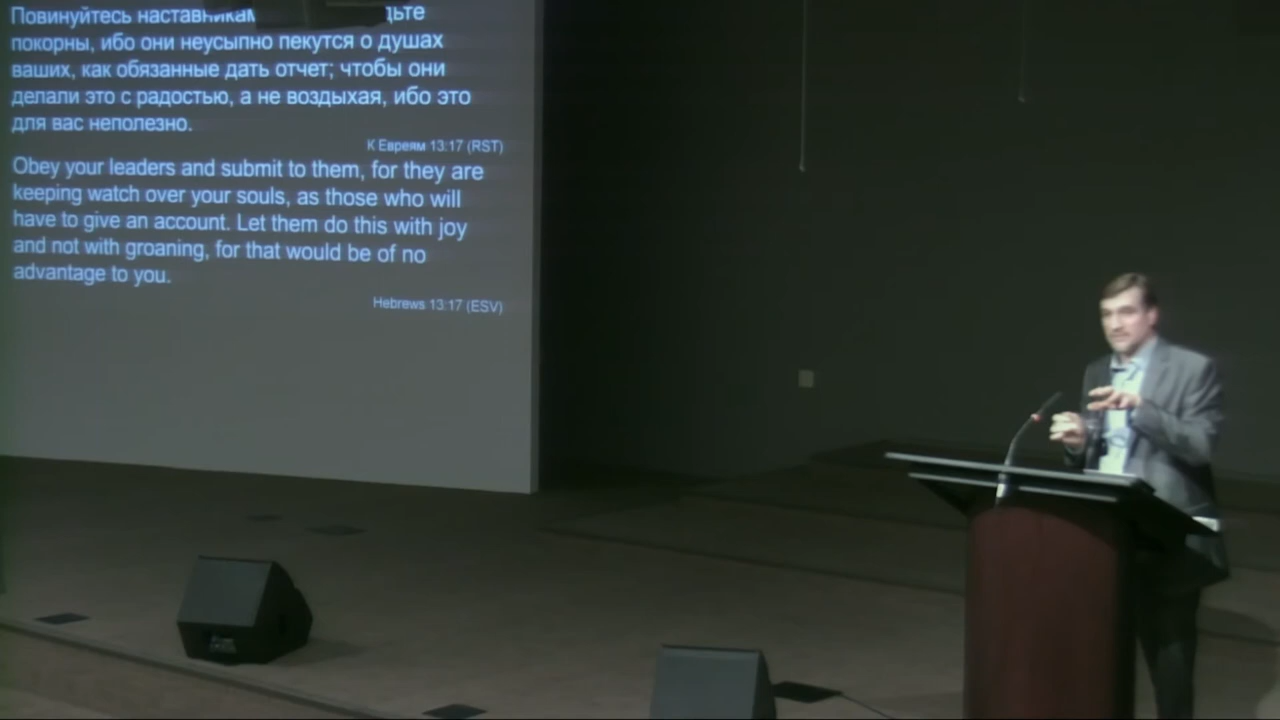 Повинуйтесь наставникам
покорны, ибо они неусыпно пекутся о душах
ваших, как обязанные дать отчет; чтобы они
делали это с радостью, а не воздыхая, ибо это
для вас неполезно.
К Евреям 13:17 (RST)
Obey your leaders and submit to them, for they are
keeping watch over your souls, as those who will
have to give an account. Let them do this with joy
and not with groaning, for that would be of no
advantage to you.
Hebrews 13:17 (ESV)